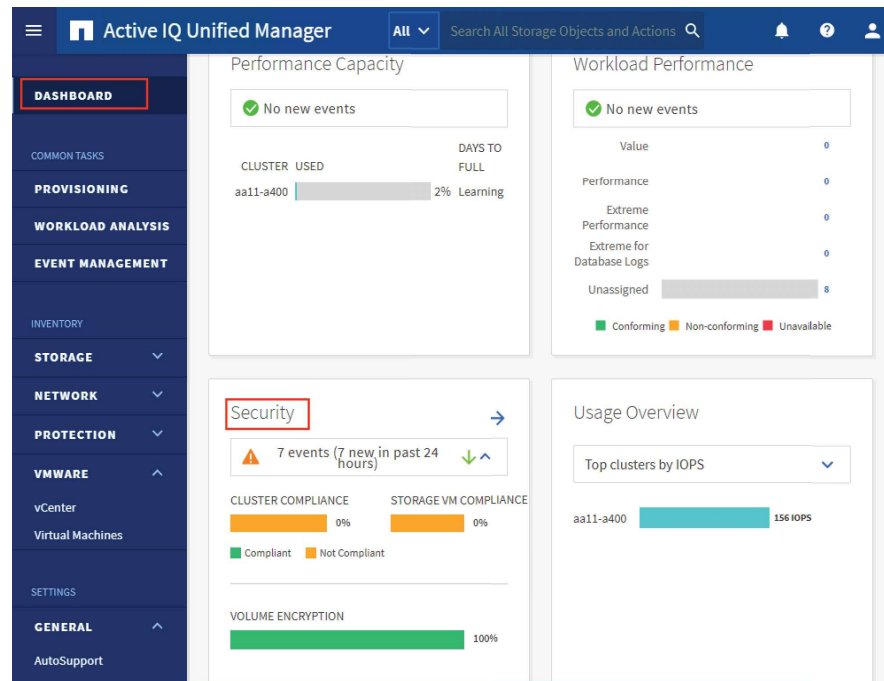 Active IQ Unified Manager
All
Search All Storage Objects and Actions
DASHBOARD
COMMON TASKS
PROVISIONING
WORKLOAD ANALYSIS
EVENT MANAGEMENT
INVENTORY
STORAGE
NETWORK
PROTECTION
VMWARE
vCenter
Virtual Machines
SETTINGS
GENERAL
AutoSupport
Performance Capacity
No new events
DAYS TO
CLUSTER USED
FULL
aa11-a400 2% Learning
Workload Performance
No new events
Value 0
Performance 0
Extreme
Performance 0
Extreme for
Database Logs 0
Unassigned 8
Conforming Non-conforming Unavailable
Security
7 events (7 new in past 24
hours)
CLUSTER COMPLIANCE STORAGE VM COMPLIANCE
0% 0%
Compliant Not Compliant
VOLUME ENCRYPTION
100%
Usage Overview
Top clusters by IOPS
aa11-a400 156 IOPS